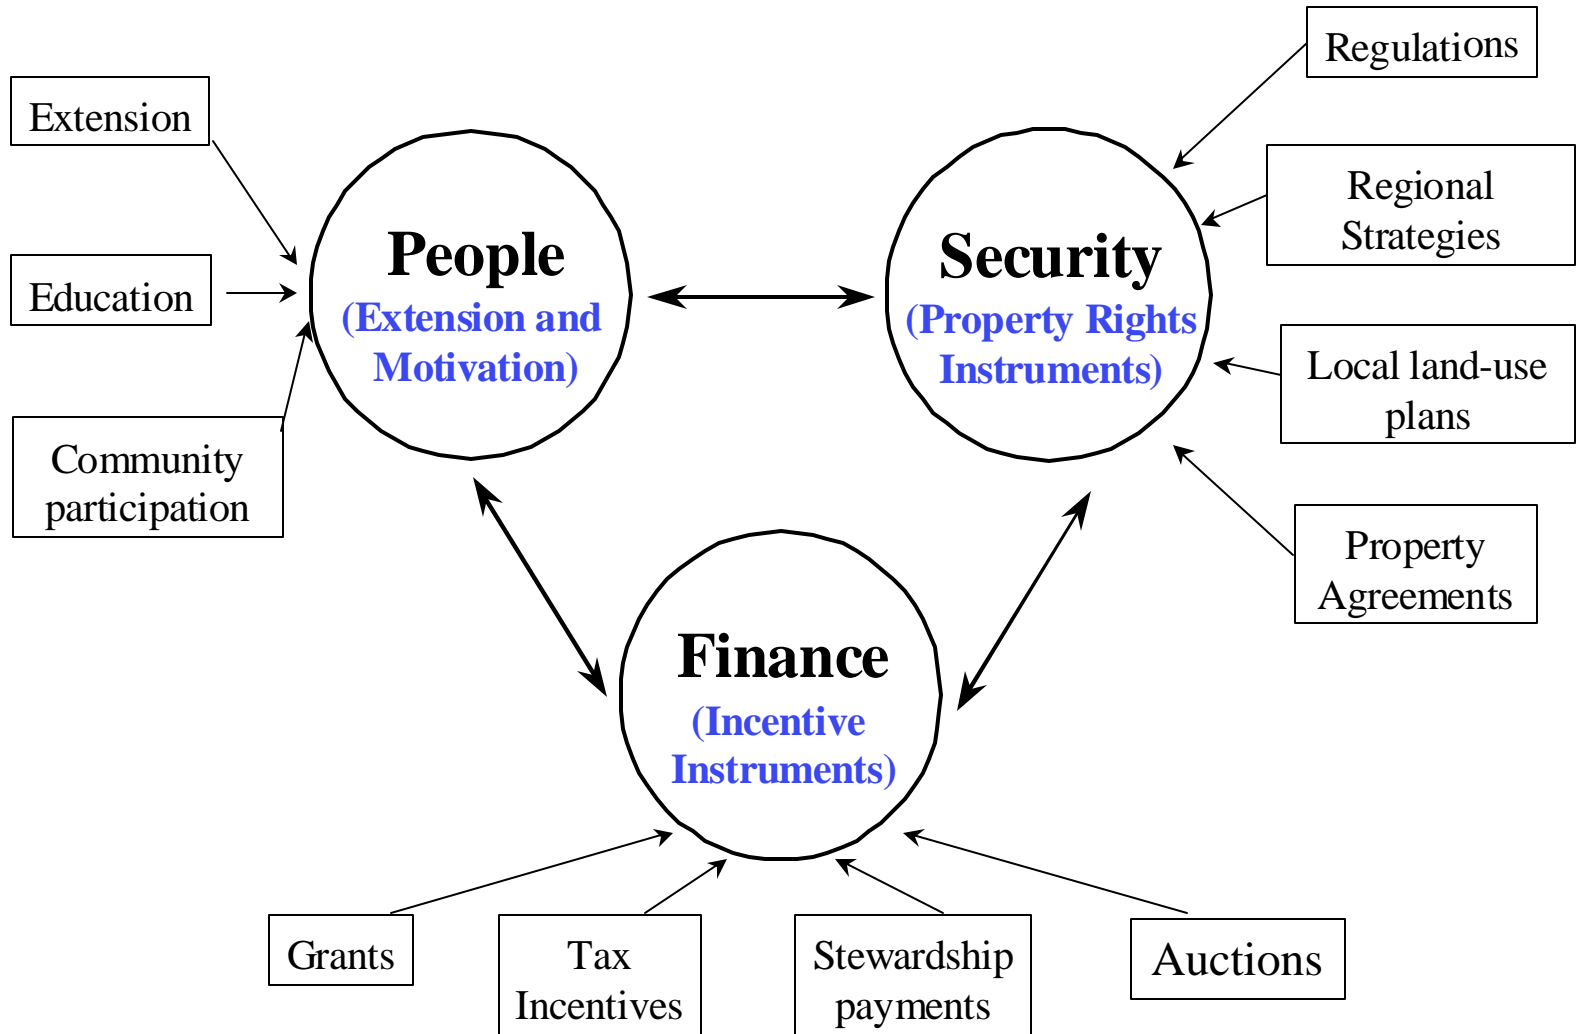 Regulations
Extension
Regional
Strategies
People
(Extension and
Motivation)
Security
(Property Rights
Instruments)
Education
Local land-use
plans
Community
participation
Property
Agreements
Finance
(Incentive
Instruments)
Grants
Tax
Incentives
Stewardship
payments
Auctions